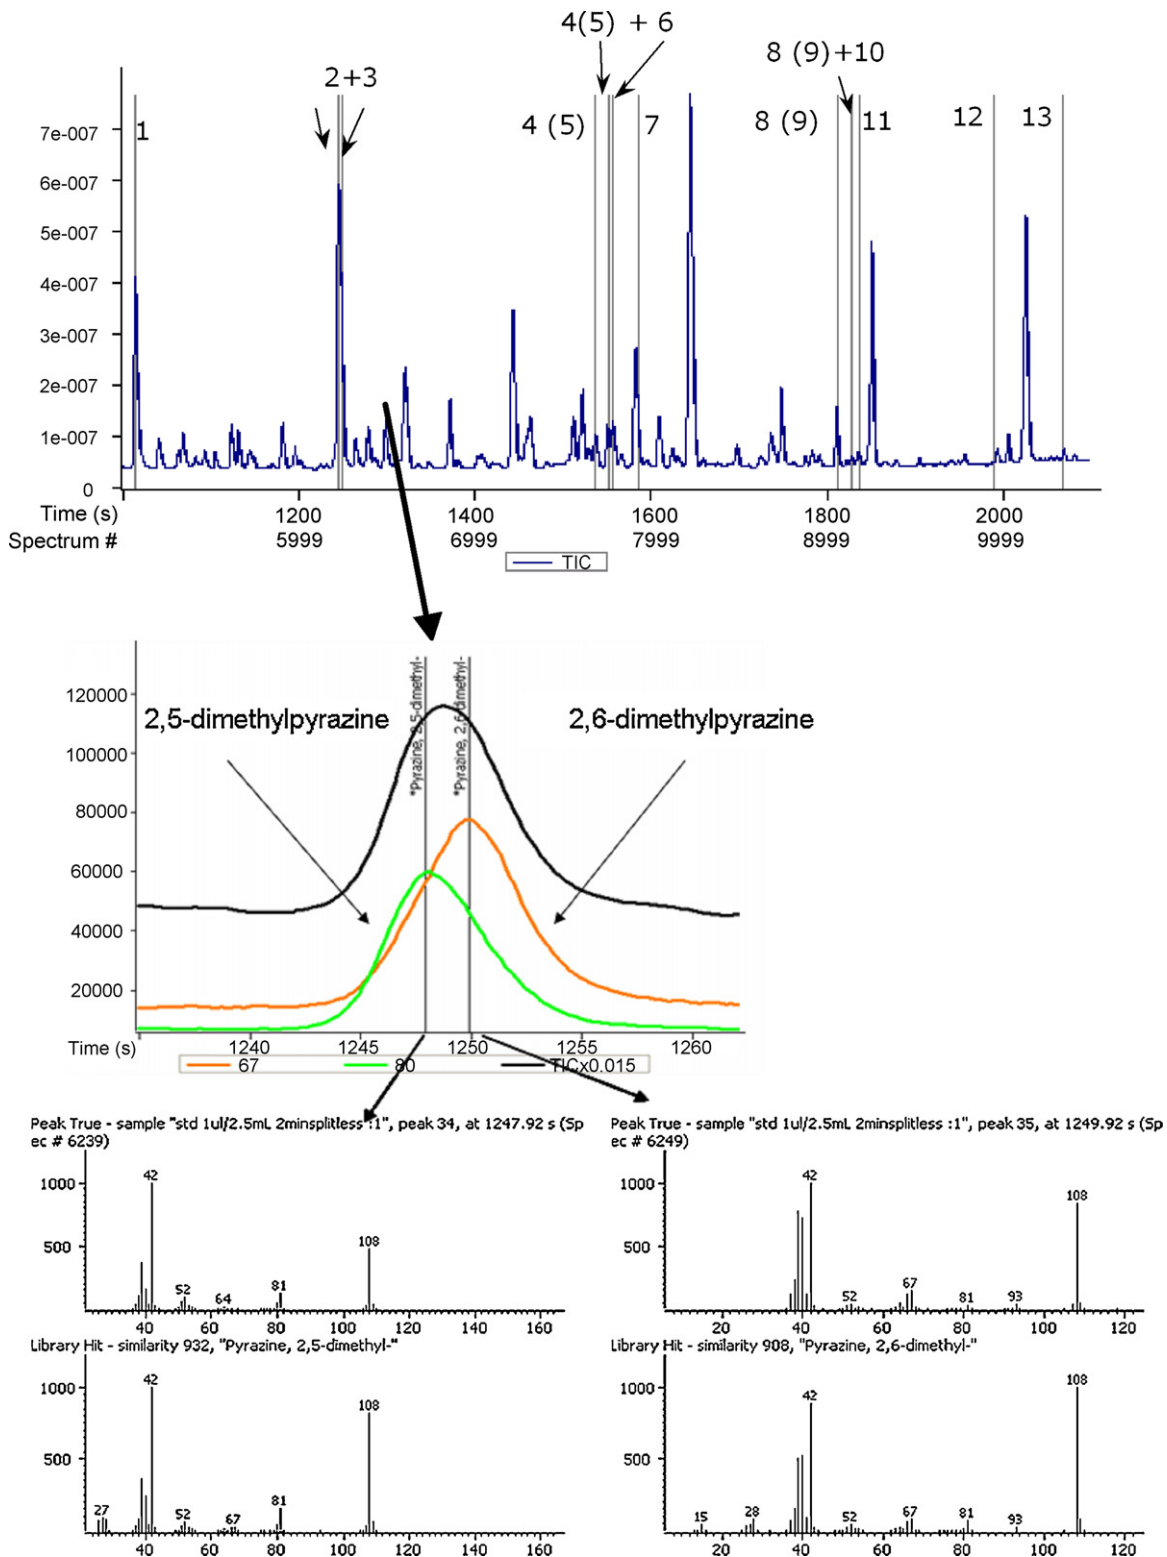 4(5) + 6
8 (9)+10
2+3
1
4 (5)
7
8 (9)
11
12
13
7e-007
6e-007
5e-007
4e-007
3e-007
2e-007
1e-007
0
Time (s) 1200 1400 1600 1800 2000
Spectrum # 5999 6999 7999 8999 9999
TIC
120000
100000
80000
60000
40000
20000
2,5-dimethylpyrazine
*Pyrazine, 2,5-dimethyl-
*Pyrazine, 2,6-dimethyl-
2,6-dimethylpyrazine
Time (s) 1240 1245 1250 1255 1260
67 80 TICx0.015
Peak True - sample "std 1ul/2.5mL 2minsplitless :1", peak 34, at 1247.92 s (Sp
ec # 6239)
1000
500
42
52
64
81
108
40 60 80 100 120 140 160
Library Hit - similarity 932, "Pyrazine, 2,5-dimethyl-"
1000
500
27
42
52
67
81
108
40 60 80 100 120 140 160
Peak True - sample "std 1ul/2.5mL 2minsplitless :1", peak 35, at 1249.92 s (Sp
ec # 6249)
1000
500
42
52
67
81
93
108
20 40 60 80 100 120
Library Hit - similarity 908, "Pyrazine, 2,6-dimethyl-"
1000
500
15
28
42
52
67
81
93
108
20 40 60 80 100 120